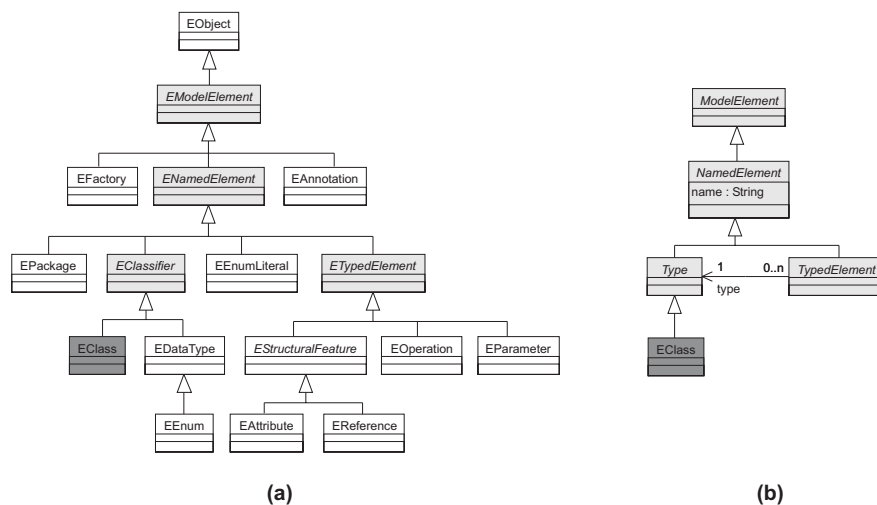 EObject
EModelElement
EFactory
ENamedElement
EAnnotation
EPackage
EClassifier
EEnumLiteral
ETypedElement
EClass
EDataType
EStructuralFeature
EOperation
EParameter
EEnum
EAttribute
EReference
(a)
ModelElement
NamedElement
name : String
Type
1
0..n
type
TypedElement
EClass
(b)